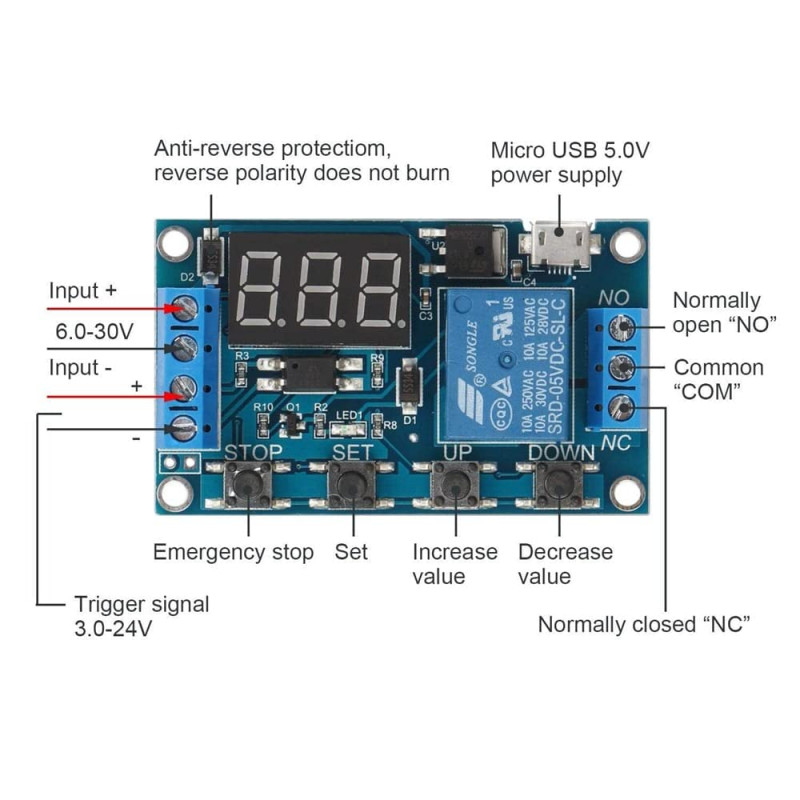 Anti-reverse protectiom,
reverse polarity does not burn
Micro USB 5.0V
power supply
Input +
6.0-30V
Input -
+
-
Trigger signal
3.0-24V
D2
U2
C4
C3
R3
R9
R10
Q1
R2
LED1
R8
D1
SONGLE
®
c
US
1
CQC
10A 250VAC 10A 125VAC
10A 30VDC 10A 28VDC
SRD-05VDC-SL-C
NO
NC
Normally
open “NO”
Common
“COM”
STOP
SET
UP
DOWN
Emergency stop
Set
Increase
value
Decrease
value
Normally closed “NC”